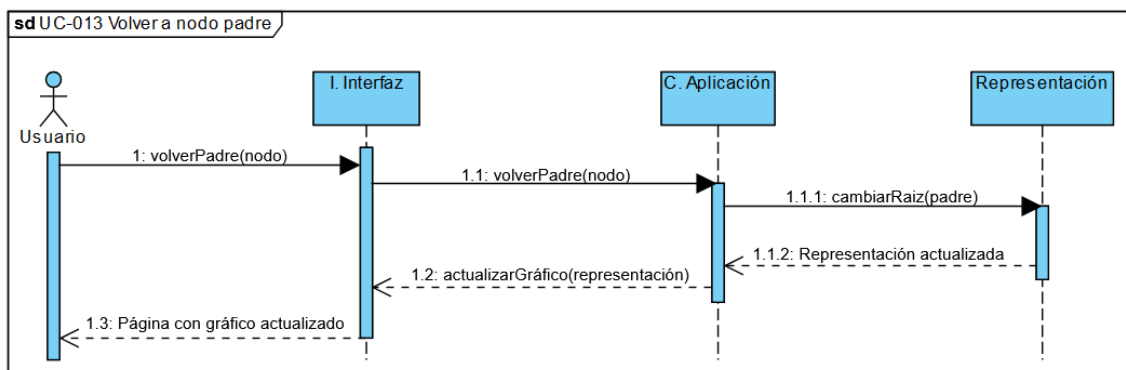 sd UC-013 Volver a nodo padre
I. Interfaz
C. Aplicación
Representación
Usuario
1: volverPadre(nodo)
1.1: volverPadre(nodo)
1.1.1: cambiarRaiz(padre)
1.1.2: Representación actualizada
1.2: actualizarGráfico(representación)
1.3: Página con gráfico actualizado